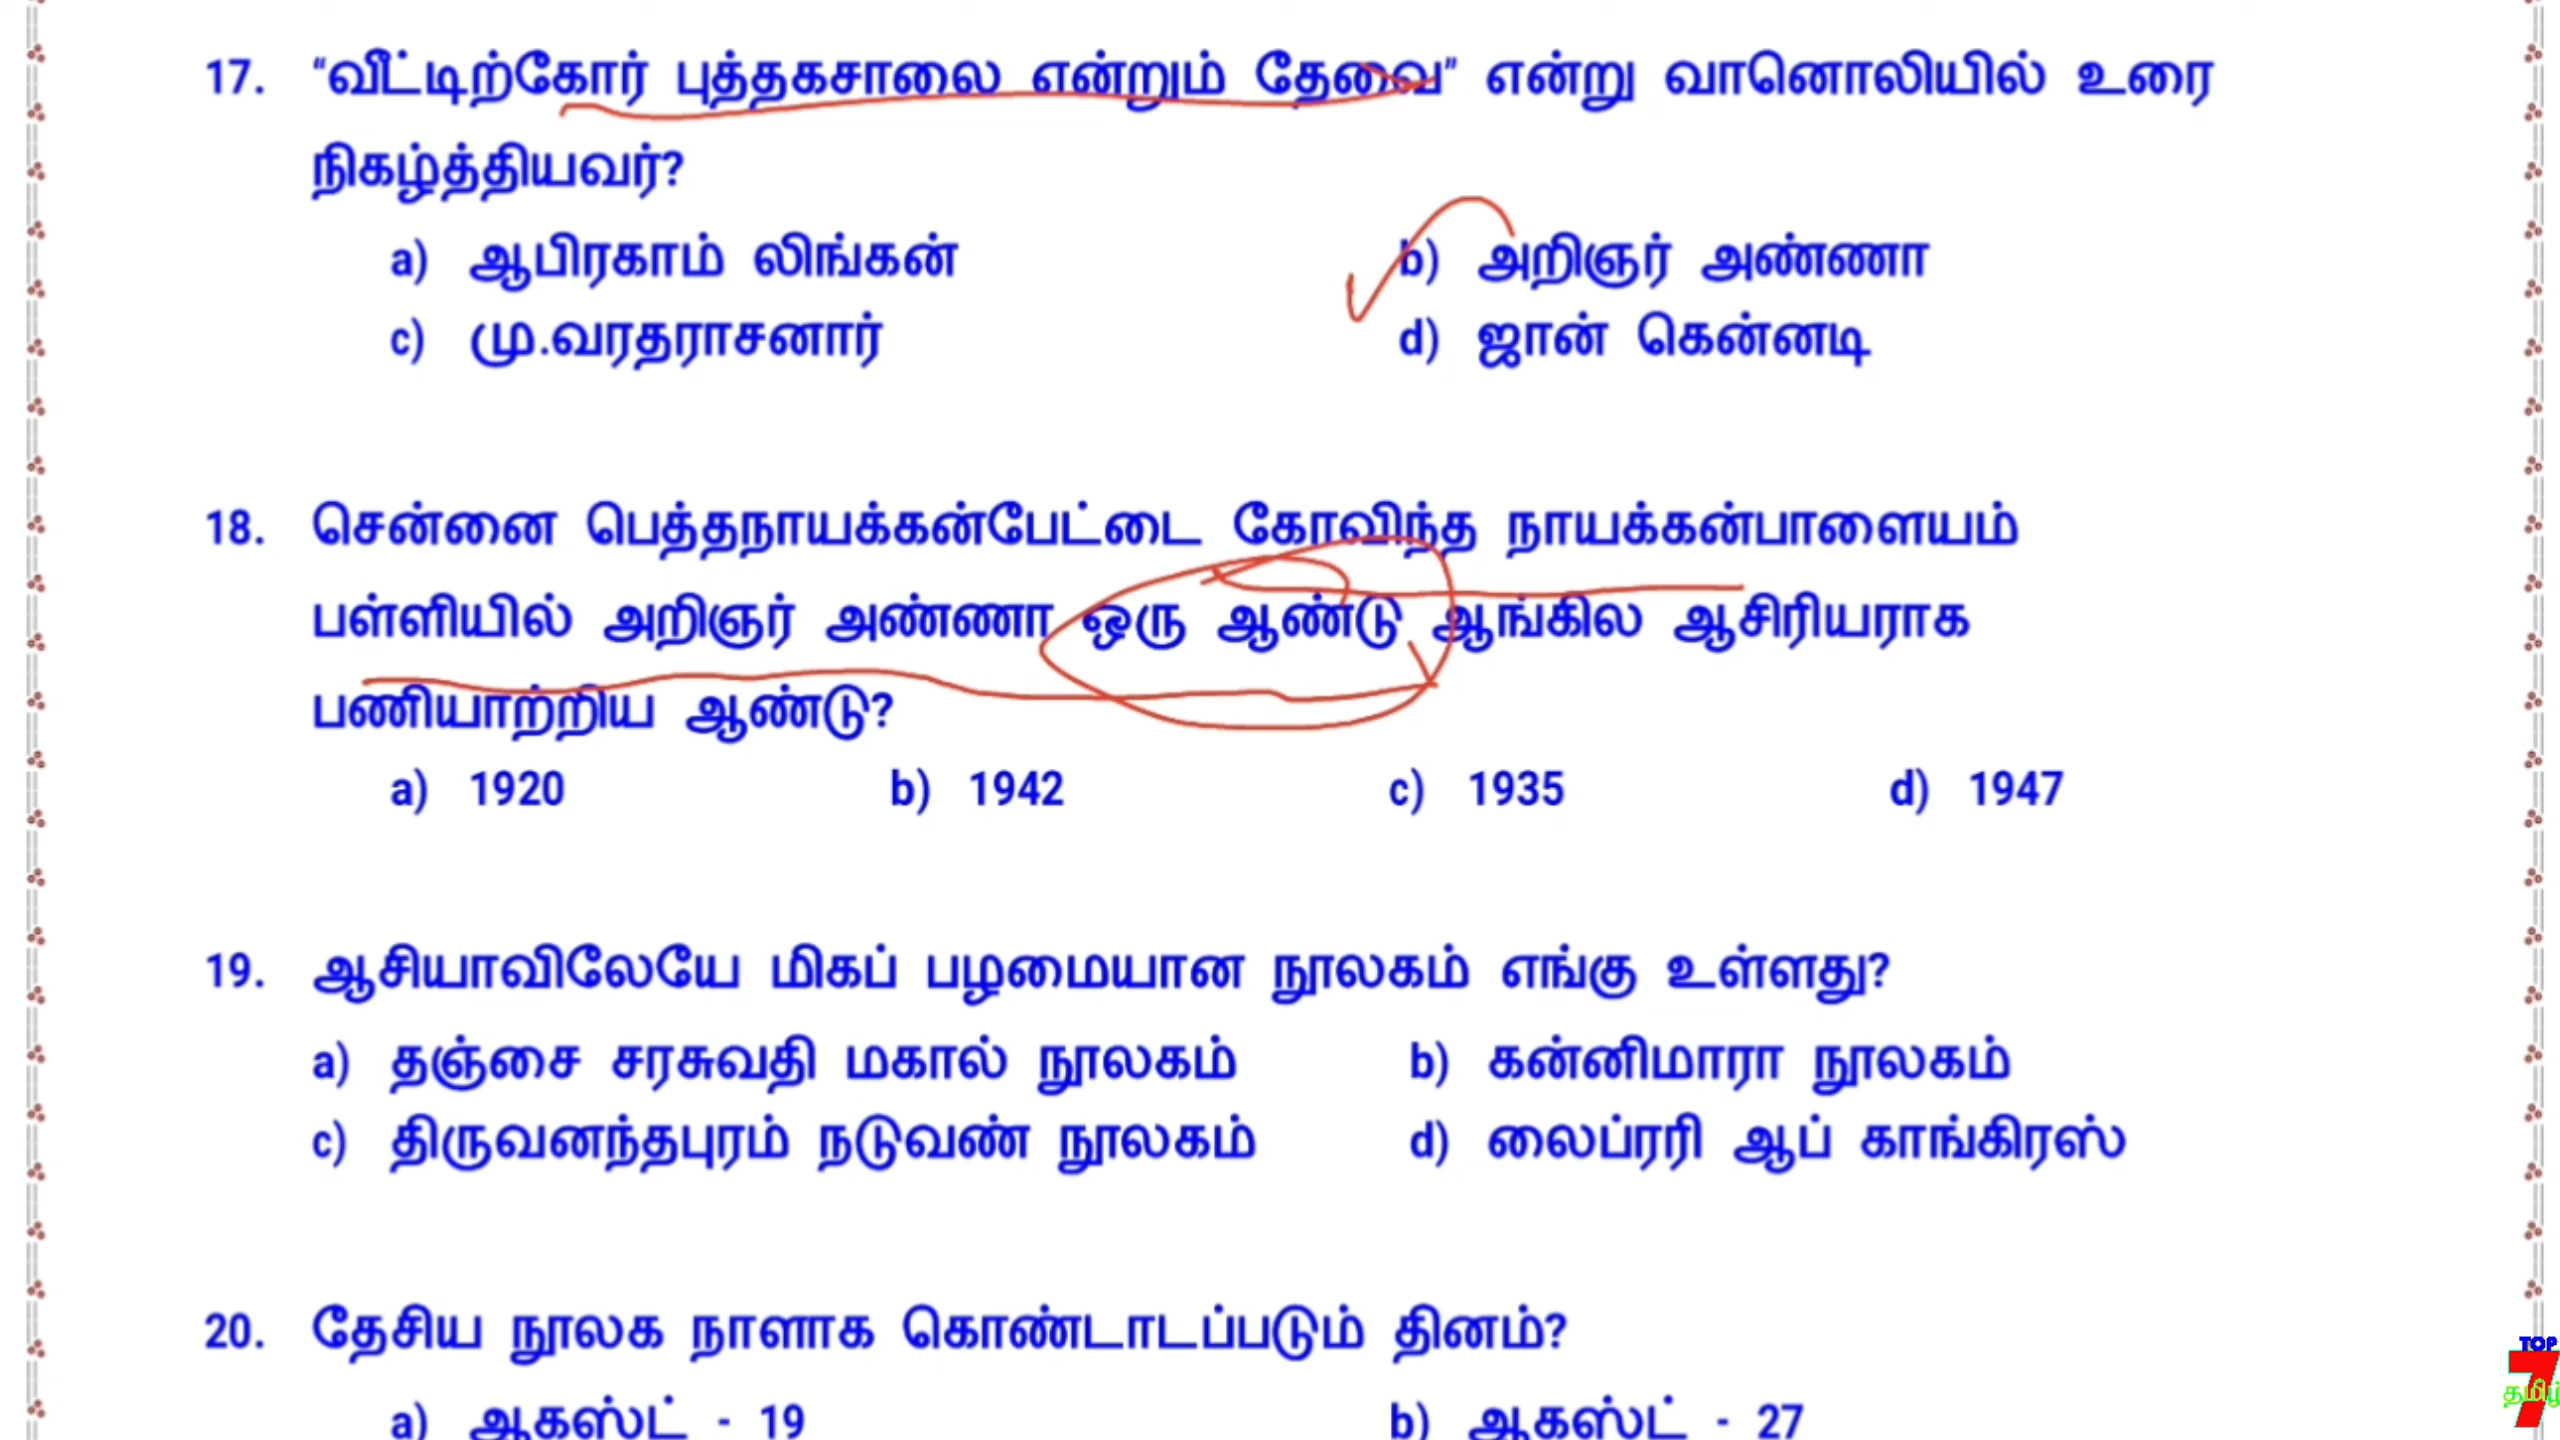 17. “வீட்டிற்கோர் புத்தகசாலை என்றும் தேவை” என்று வானொலியில் உரை
நிகழ்த்தியவர்?
a) ஆபிரகாம் லிங்கன் b) அறிஞர் அண்ணா
c) மு.வரதராசனார் d) ஜான் கென்னடி
18. சென்னை பெத்தநாயக்கன்பேட்டை கோவிந்த நாயக்கன்பாளையம்
பள்ளியில் அறிஞர் அண்ணா ஒரு ஆண்டு ஆங்கில ஆசிரியராக
பணியாற்றிய ஆண்டு?
a) 1920 b) 1942 c) 1935 d) 1947
19. ஆசியாவிலேயே மிகப் பழமையான நூலகம் எங்கு உள்ளது?
a) தஞ்சை சரசுவதி மகால் நூலகம் b) கன்னிமாரா நூலகம்
c) திருவனந்தபுரம் நடுவண் நூலகம் d) லைப்ரரி ஆப் காங்கிரஸ்
20. தேசிய நூலக நாளாக கொண்டாடப்படும் தினம்?
a) ஆகஸ்ட் - 19 b) ஆகஸ்ட் - 27
TOP
7
தமிழ்